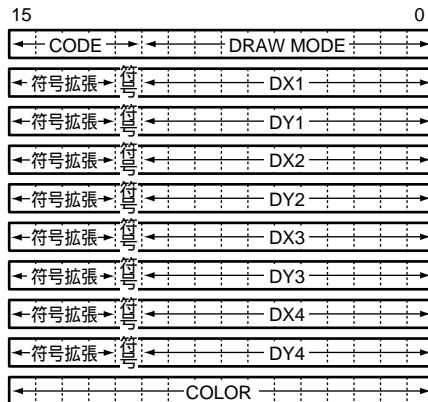 15 0
CODE DRAW MODE
符号拡張 符号 DX1
符号拡張 符号 DY1
符号拡張 符号 DX2
符号拡張 符号 DY2
符号拡張 符号 DX3
符号拡張 符号 DY3
符号拡張 符号 DX4
符号拡張 符号 DY4
COLOR